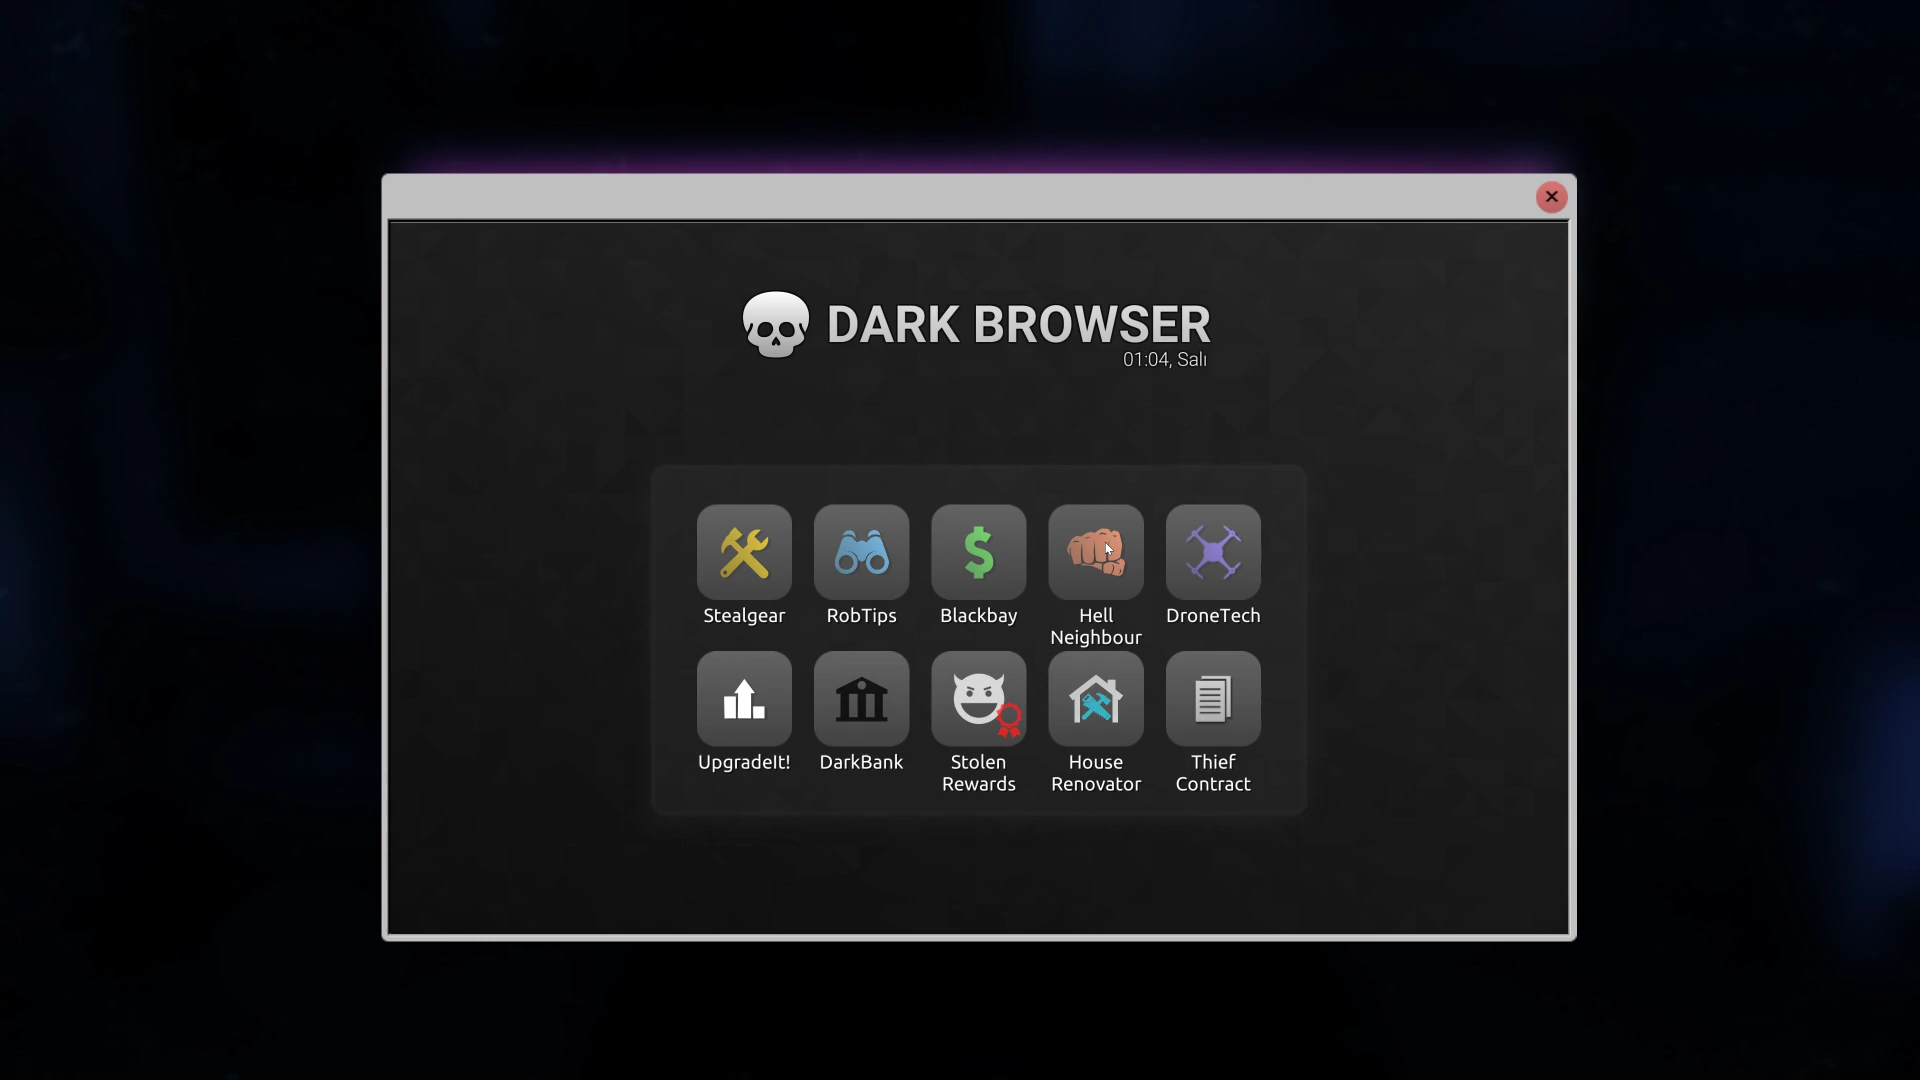 DARK BROWSER
01:04, Salı
Stealgear
RobTips
Blackbay
Hell
Neighbour
DroneTech
UpgradeIt!
DarkBank
Stolen
Rewards
House
Renovator
Thief
Contract